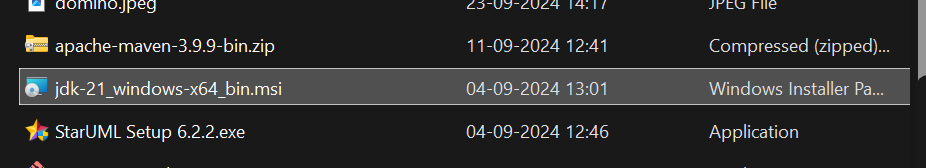 domino.jpeg 23-09-2024 14:17 JPEG File
apache-maven-3.9.9-bin.zip 11-09-2024 12:41 Compressed (zipped)...
jdk-21_windows-x64_bin.msi 04-09-2024 13:01 Windows Installer Pa...
StarUML Setup 6.2.2.exe 04-09-2024 12:46 Application